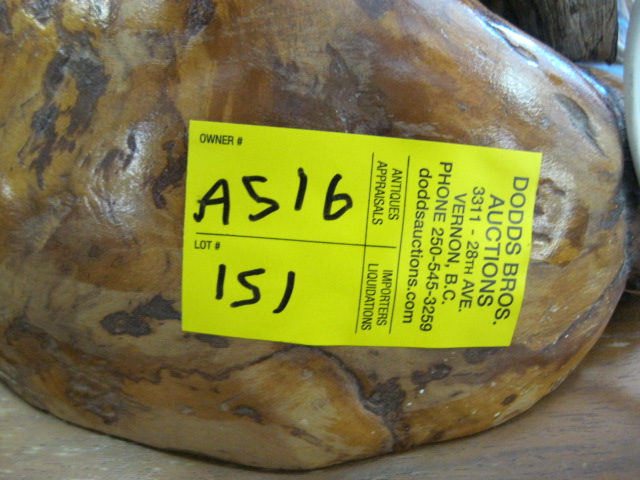 OWNER #
A516
LOT #
151
ANTIQUES
APPRAISALS
IMPORTERS
LIQUIDATIONS
DODDS BROS.
AUCTIONS
3311 - 28TH AVE.
VERNON, B.C.
PHONE 250-545-3259
doddsauctions.com